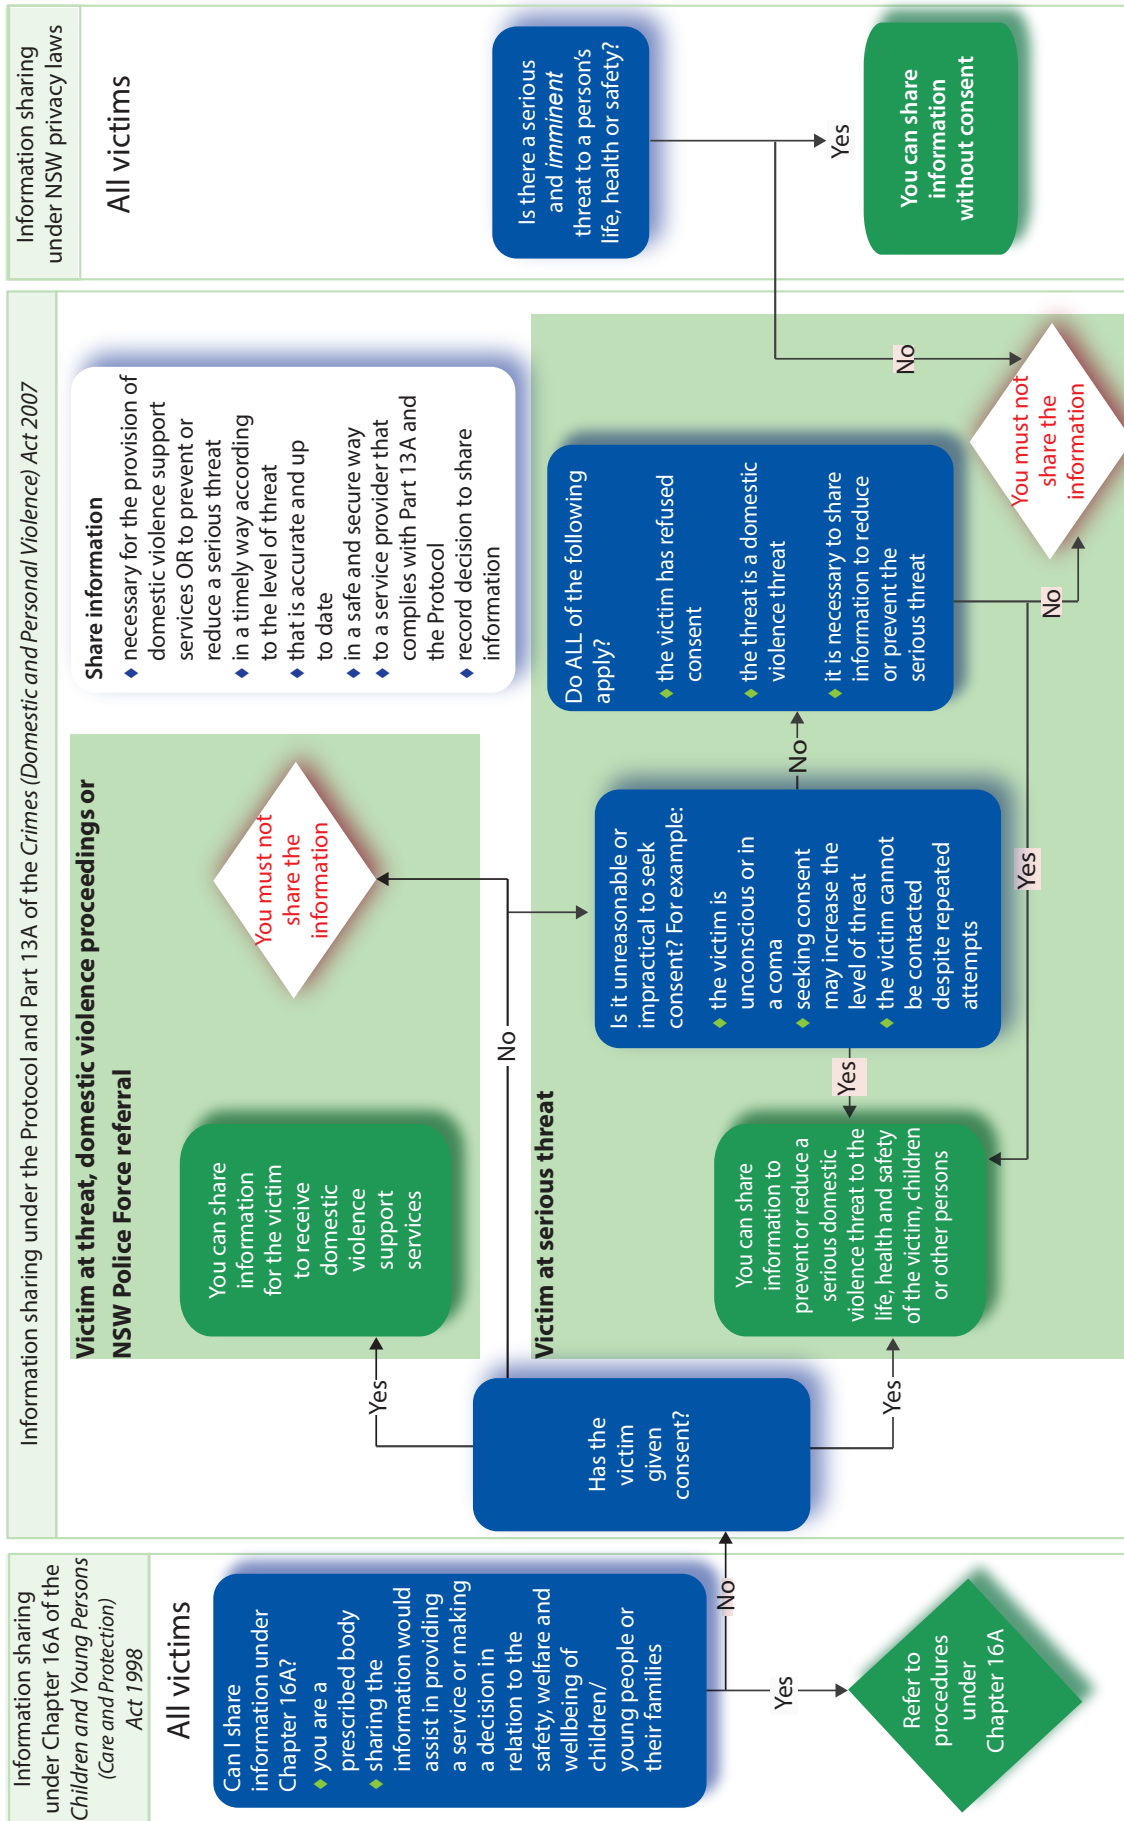 Information sharing
under Chapter 16A of the
Children and Young Persons
(Care and Protection)
Act 1998
All victims
Can I share
information under
Chapter 16A?
♦ you are a
prescribed body
♦ sharing the
information would
assist in providing
a service or making
a decision in
relation to the
safety, welfare and
wellbeing of
children/
young people or
their families
No
Yes
Refer to
procedures
under
Chapter 16A
Information sharing under the Protocol and Part 13A of the Crimes (Domestic and Personal Violence) Act 2007
Has the
victim
given
consent?
Yes
No
Yes
Victim at threat, domestic violence proceedings or
NSW Police Force referral
You can share
information
for the victim
to receive
domestic
violence
support
services
You must not
share the
information
Share information
♦ necessary for the provision of
domestic violence support
services OR to prevent or
reduce a serious threat
♦ in a timely way according
to the level of threat
♦ that is accurate and up
to date
♦ in a safe and secure way
♦ to a service provider that
complies with Part 13A and
the Protocol
♦ record decision to share
information
Victim at serious threat
You can share
information to
prevent or reduce a
serious domestic
violence threat to the
life, health and safety
of the victim, children
or other persons
Yes
Is it unreasonable or
impractical to seek
consent? For example:
♦ the victim is
unconscious or in
a coma
♦ seeking consent
may increase the
level of threat
♦ the victim cannot
be contacted
despite repeated
attempts
No
Do ALL of the following
apply?
♦ the victim has refused
consent
♦ the threat is a domestic
violence threat
♦ it is necessary to share
information to reduce
or prevent the
serious threat
Yes
No
You must not
share the
information
No
Information sharing
under NSW privacy laws
All victims
Is there a serious
and imminent
threat to a person's
life, health or safety?
Yes
You can share
information
without consent